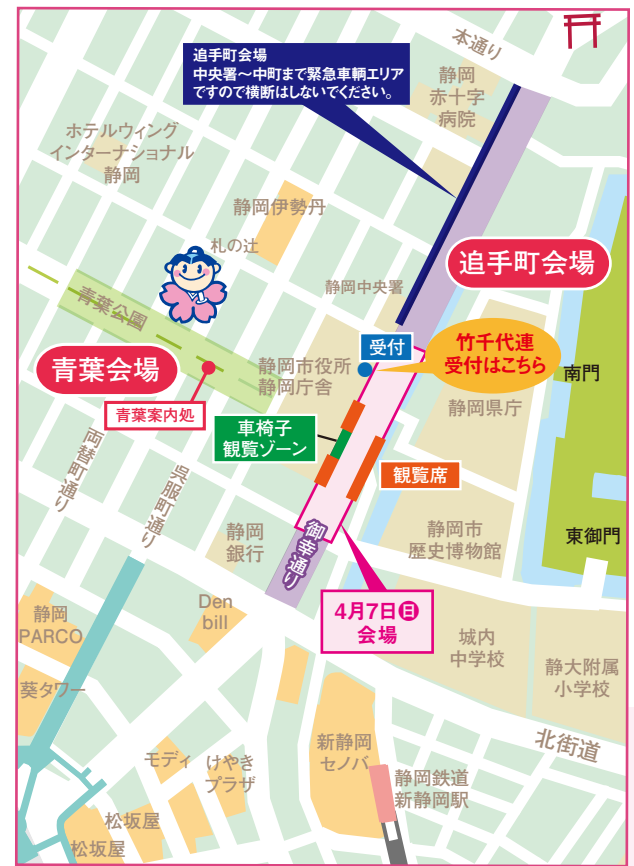 追手町会場
中央署～中町まで緊急車輌エリア
ですので横断はしないでください。
本通り
静岡
赤十字
病院
ホテルウィング
インターナショナル
静岡
静岡伊勢丹
札の辻
追手町会場
静岡中央署
青葉公園
受付
竹千代連
受付はこちら
青葉会場
静岡市役所
静岡庁舎
南門
青葉案内処
静岡県庁
車椅子
観覧ゾーン
両替町通り
呉服町通り
観覧席
静岡
銀行
御幸通り
静岡市
歴史博物館
東御門
4月7日㊐
会場
Den
bill
静岡
PARCO
城内
中学校
静大附属
小学校
葵タワー
北街道
新静岡
セノバ
モディ
けやき
プラザ
静岡鉄道
新静岡駅
松坂屋
松坂屋